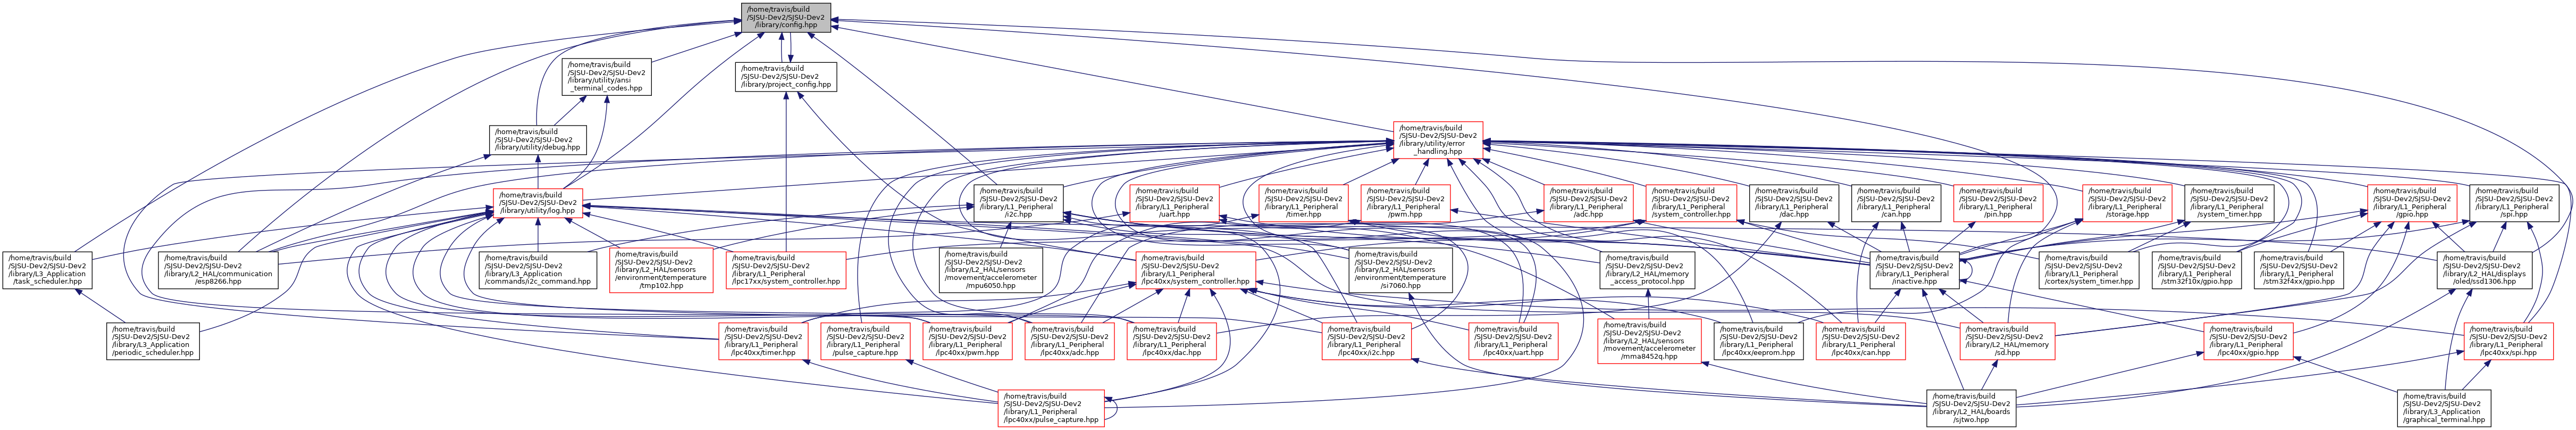 /home/travis/build
/SJSU-Dev2/SJSU-Dev2
/library/config.hpp
/home/travis/build
/SJSU-Dev2/SJSU-Dev2
/library/utility/ansi
_terminal_codes.hpp
/home/travis/build
/SJSU-Dev2/SJSU-Dev2
/library/project_config.hpp
/home/travis/build
/SJSU-Dev2/SJSU-Dev2
/library/utility/debug.hpp
/home/travis/build
/SJSU-Dev2/SJSU-Dev2
/library/utility/error
_handling.hpp
/home/travis/build
/SJSU-Dev2/SJSU-Dev2
/library/utility/log.hpp
/home/travis/build
/SJSU-Dev2/SJSU-Dev2
/library/L1_Peripheral
/i2c.hpp
/home/travis/build
/SJSU-Dev2/SJSU-Dev2
/library/L1_Peripheral
/uart.hpp
/home/travis/build
/SJSU-Dev2/SJSU-Dev2
/library/L1_Peripheral
/timer.hpp
/home/travis/build
/SJSU-Dev2/SJSU-Dev2
/library/L1_Peripheral
/pwm.hpp
/home/travis/build
/SJSU-Dev2/SJSU-Dev2
/library/L1_Peripheral
/adc.hpp
/home/travis/build
/SJSU-Dev2/SJSU-Dev2
/library/L1_Peripheral
/system_controller.hpp
/home/travis/build
/SJSU-Dev2/SJSU-Dev2
/library/L1_Peripheral
/dac.hpp
/home/travis/build
/SJSU-Dev2/SJSU-Dev2
/library/L1_Peripheral
/can.hpp
/home/travis/build
/SJSU-Dev2/SJSU-Dev2
/library/L1_Peripheral
/pin.hpp
/home/travis/build
/SJSU-Dev2/SJSU-Dev2
/library/L1_Peripheral
/storage.hpp
/home/travis/build
/SJSU-Dev2/SJSU-Dev2
/library/L1_Peripheral
/system_timer.hpp
/home/travis/build
/SJSU-Dev2/SJSU-Dev2
/library/L1_Peripheral
/gpio.hpp
/home/travis/build
/SJSU-Dev2/SJSU-Dev2
/library/L1_Peripheral
/spi.hpp
/home/travis/build
/SJSU-Dev2/SJSU-Dev2
/library/L3_Application
/task_scheduler.hpp
/home/travis/build
/SJSU-Dev2/SJSU-Dev2
/library/L2_HAL/communication
/esp8266.hpp
/home/travis/build
/SJSU-Dev2/SJSU-Dev2
/library/L3_Application
/commands/i2c_command.hpp
/home/travis/build
/SJSU-Dev2/SJSU-Dev2
/library/L2_HAL/sensors
/environment/temperature
/tmp102.hpp
/home/travis/build
/SJSU-Dev2/SJSU-Dev2
/library/L1_Peripheral
/lpc17xx/system_controller.hpp
/home/travis/build
/SJSU-Dev2/SJSU-Dev2
/library/L2_HAL/sensors
/movement/accelerometer
/mpu6050.hpp
/home/travis/build
/SJSU-Dev2/SJSU-Dev2
/library/L1_Peripheral
/lpc40xx/system_controller.hpp
/home/travis/build
/SJSU-Dev2/SJSU-Dev2
/library/L2_HAL/sensors
/environment/temperature
/si7060.hpp
/home/travis/build
/SJSU-Dev2/SJSU-Dev2
/library/L2_HAL/memory
_access_protocol.hpp
/home/travis/build
/SJSU-Dev2/SJSU-Dev2
/library/L1_Peripheral
/inactive.hpp
/home/travis/build
/SJSU-Dev2/SJSU-Dev2
/library/L1_Peripheral
/cortex/system_timer.hpp
/home/travis/build
/SJSU-Dev2/SJSU-Dev2
/library/L1_Peripheral
/stm32f10x/gpio.hpp
/home/travis/build
/SJSU-Dev2/SJSU-Dev2
/library/L1_Peripheral
/stm32f4xx/gpio.hpp
/home/travis/build
/SJSU-Dev2/SJSU-Dev2
/library/L2_HAL/displays
/oled/ssd1306.hpp
/home/travis/build
/SJSU-Dev2/SJSU-Dev2
/library/L3_Application
/periodic_scheduler.hpp
/home/travis/build
/SJSU-Dev2/SJSU-Dev2
/library/L1_Peripheral
/lpc40xx/timer.hpp
/home/travis/build
/SJSU-Dev2/SJSU-Dev2
/library/L1_Peripheral
/pulse_capture.hpp
/home/travis/build
/SJSU-Dev2/SJSU-Dev2
/library/L1_Peripheral
/lpc40xx/pwm.hpp
/home/travis/build
/SJSU-Dev2/SJSU-Dev2
/library/L1_Peripheral
/lpc40xx/adc.hpp
/home/travis/build
/SJSU-Dev2/SJSU-Dev2
/library/L1_Peripheral
/lpc40xx/dac.hpp
/home/travis/build
/SJSU-Dev2/SJSU-Dev2
/library/L1_Peripheral
/lpc40xx/i2c.hpp
/home/travis/build
/SJSU-Dev2/SJSU-Dev2
/library/L1_Peripheral
/lpc40xx/uart.hpp
/home/travis/build
/SJSU-Dev2/SJSU-Dev2
/library/L2_HAL/sensors
/movement/accelerometer
/mma8452q.hpp
/home/travis/build
/SJSU-Dev2/SJSU-Dev2
/library/L1_Peripheral
/lpc40xx/eeprom.hpp
/home/travis/build
/SJSU-Dev2/SJSU-Dev2
/library/L1_Peripheral
/lpc40xx/can.hpp
/home/travis/build
/SJSU-Dev2/SJSU-Dev2
/library/L2_HAL/memory
/sd.hpp
/home/travis/build
/SJSU-Dev2/SJSU-Dev2
/library/L1_Peripheral
/lpc40xx/gpio.hpp
/home/travis/build
/SJSU-Dev2/SJSU-Dev2
/library/L1_Peripheral
/lpc40xx/spi.hpp
/home/travis/build
/SJSU-Dev2/SJSU-Dev2
/library/L1_Peripheral
/lpc40xx/pulse_capture.hpp
/home/travis/build
/SJSU-Dev2/SJSU-Dev2
/library/L2_HAL/boards
/sjtwo.hpp
/home/travis/build
/SJSU-Dev2/SJSU-Dev2
/library/L3_Application
/graphical_terminal.hpp